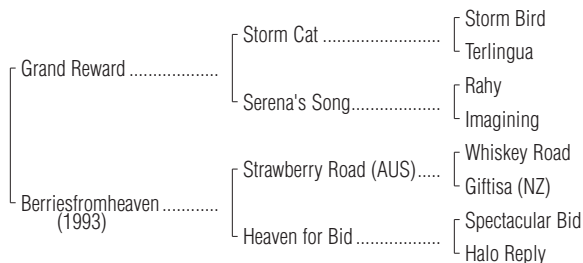 Storm Bird
Storm Cat ..........................
Terlingua
Grand Reward ...................
Rahy
Serena's Song....................
Imagining
Whiskey Road
Strawberry Road (AUS).....
Giftisa (NZ)
Berriesfromheaven ............
(1993)
Spectacular Bid
Heaven for Bid ...................
Halo Reply